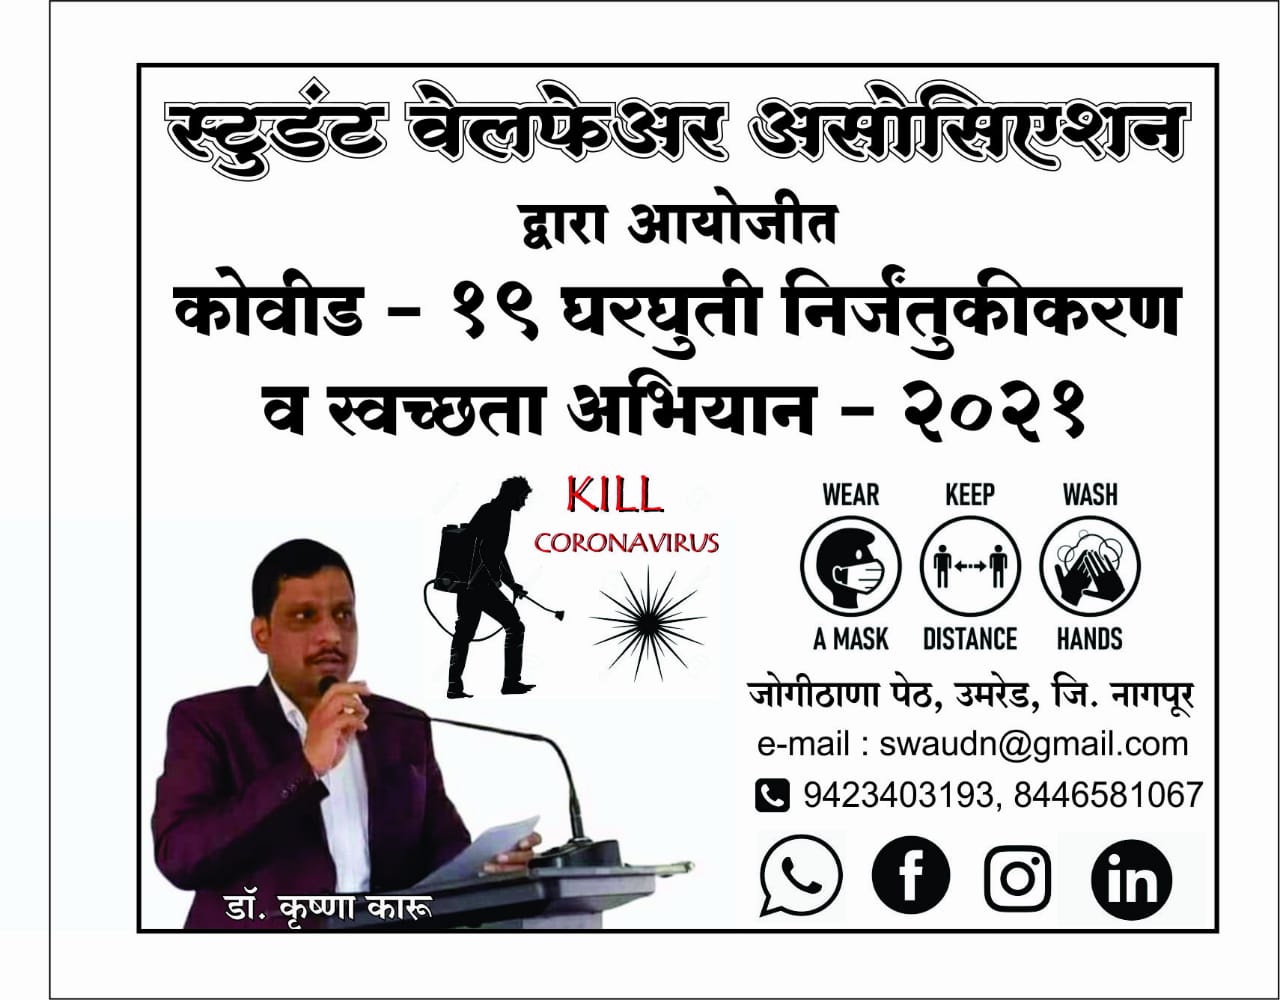 स्टुडंट वेलफेअर असोसिएशन
द्वारा आयोजीत
कोवीड - १९ घरघुती निर्जंतुकीकरण
व स्वच्छता अभियान - २०२१
KILL
CORONAVIRUS
WEAR
A MASK
KEEP
DISTANCE
WASH
HANDS
जोगीठाणा पेठ, उमरेड, जि. नागपूर
e-mail : swaudn@gmail.com
9423403193, 8446581067
डॉ. कृष्णा कारू